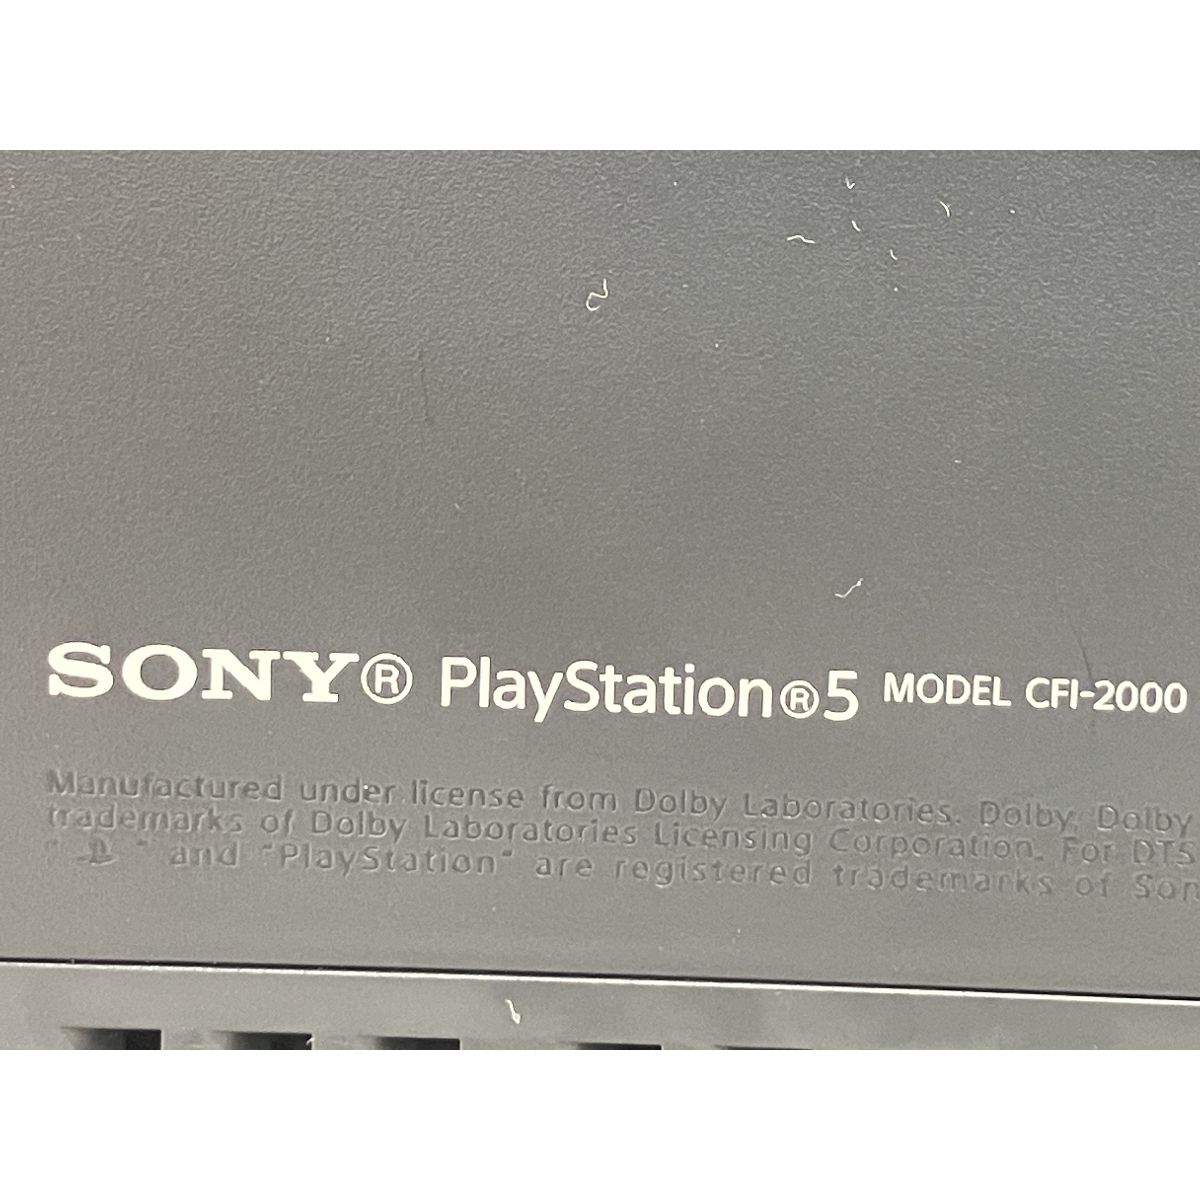 SONY® PlayStation®5 MODEL CFI-2000
Manufactured under license from Dolby Laboratories. Dolby, Dolby
trademarks of Dolby Laboratories Licensing Corporation. For DTS
" " and "PlayStation" are registered trademarks of Son